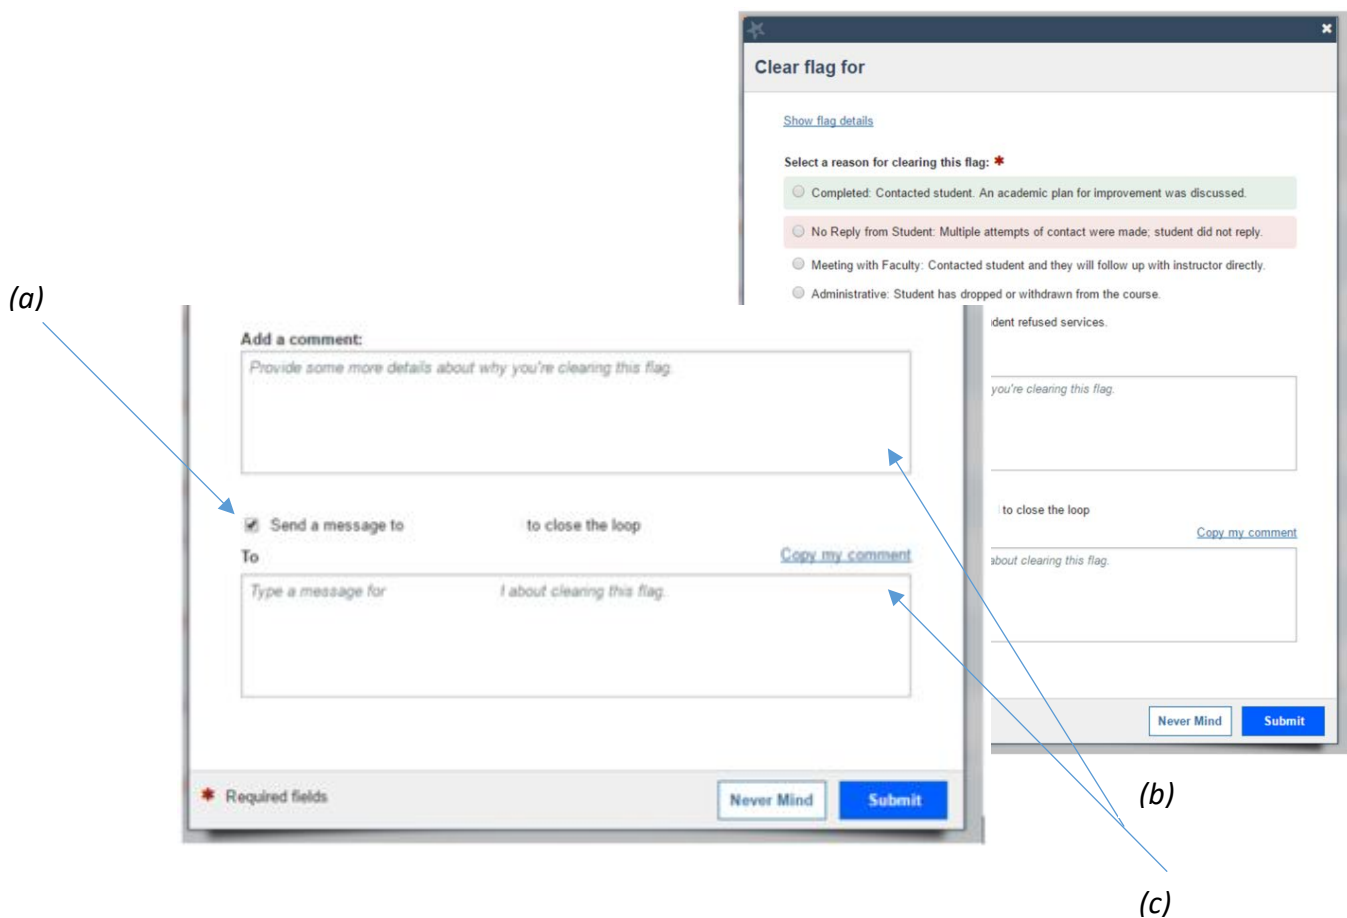 Clear flag for
Show flag details
Select a reason for clearing this flag: *
Completed: Contacted student. An academic plan for improvement was discussed.
No Reply from Student: Multiple attempts of contact were made; student did not reply.
Meeting with Faculty: Contacted student and they will follow up with instructor directly.
Administrative: Student has dropped or withdrawn from the course.
dent refused services.
you're clearing this flag.
to close the loop
Copy my comment
about clearing this flag.
Never Mind Submit
(a)
Add a comment:
Provide some more details about why you're clearing this flag.
Send a message to to close the loop
To Copy my comment
Type a message for l about clearing this flag.
* Required fields Never Mind Submit
(b)
(c)